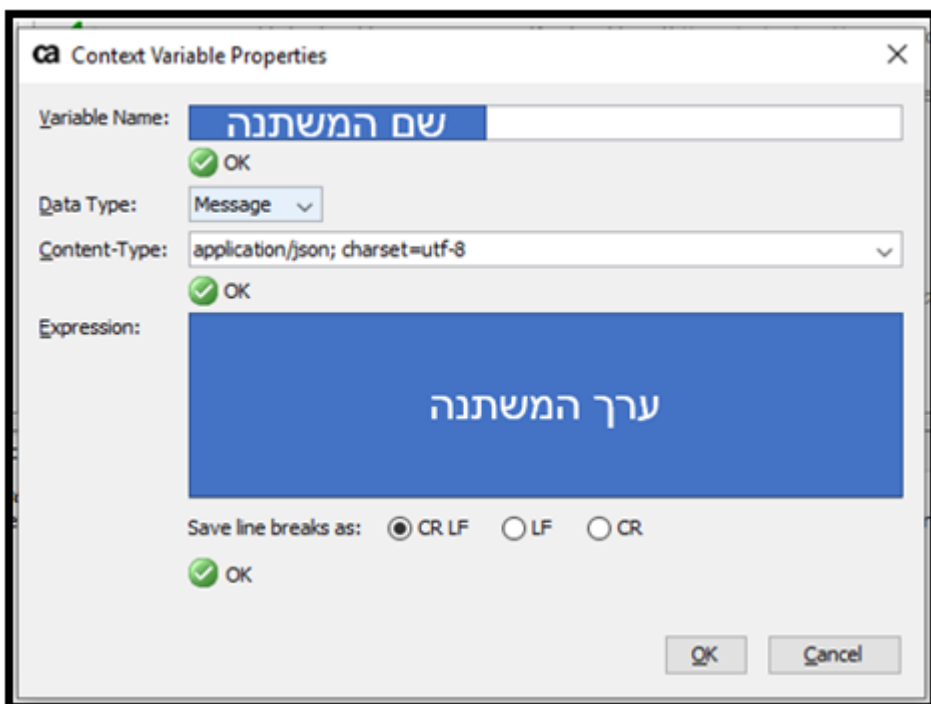 ca Context Variable Properties
Variable Name: שם המשתנה
OK
Data Type: Message
Content-Type: application/json; charset=utf-8
OK
Expression: ערך המשתנה
Save line breaks as: CR LF LF CR
OK
OK Cancel